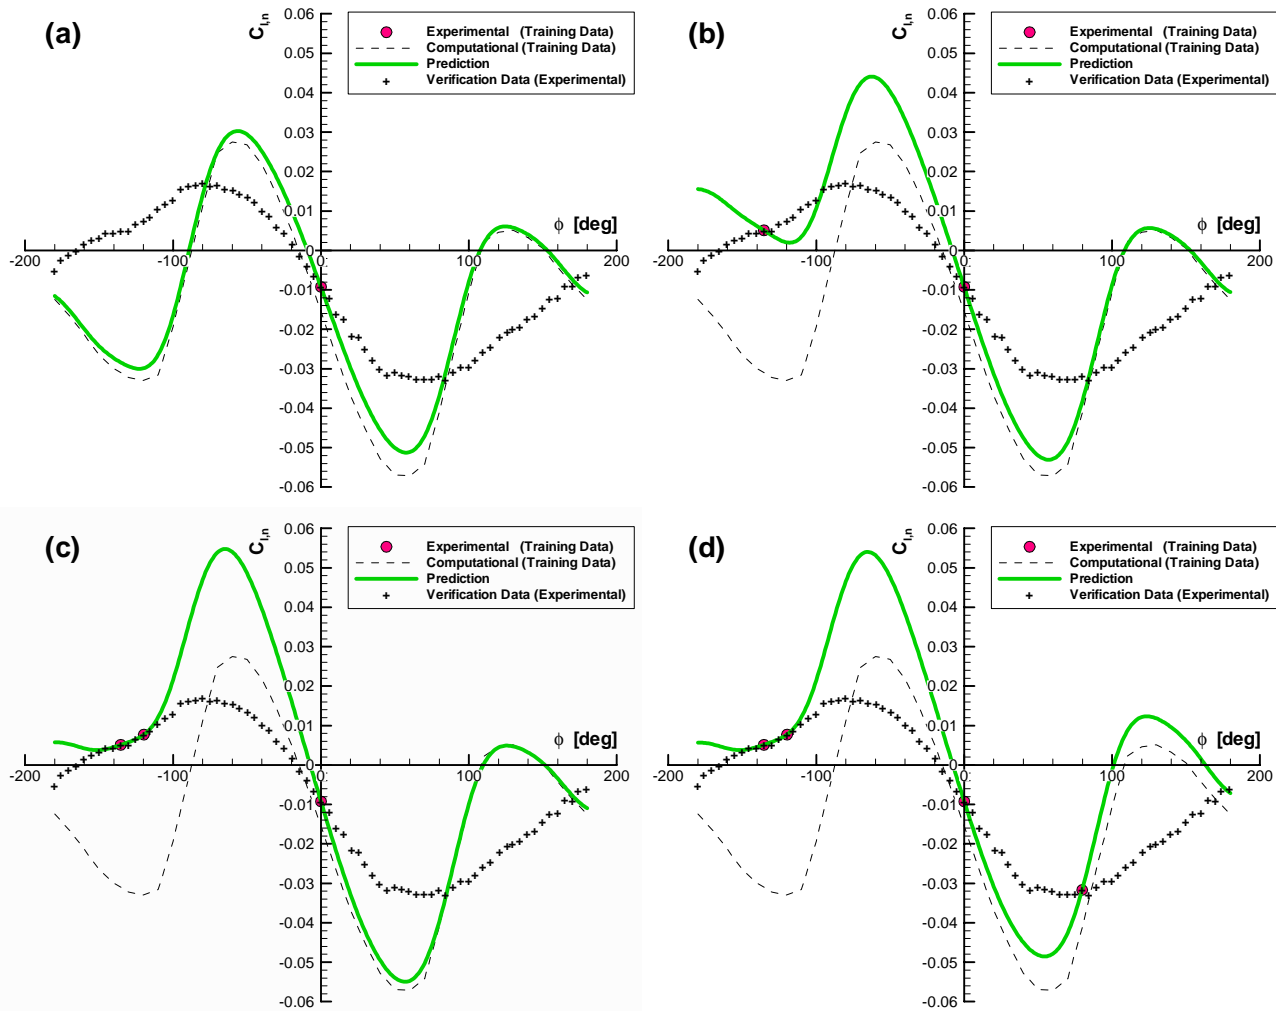 (a)
C_l,n
0.06
0.05
0.04
0.03
0.02
0.01
0
-0.01
-0.02
-0.03
-0.04
-0.05
-0.06
Experimental (Training Data)
Computational (Training Data)
Prediction
Verification Data (Experimental)
ϕ [deg]
-200 -100 0 100 200
(b)
C_l,n
0.06
0.05
0.04
0.03
0.02
0.01
0
-0.01
-0.02
-0.03
-0.04
-0.05
-0.06
Experimental (Training Data)
Computational (Training Data)
Prediction
Verification Data (Experimental)
ϕ [deg]
-200 -100 0 100 200
(c)
C_l,n
0.06
0.05
0.04
0.03
0.02
0.01
0
-0.01
-0.02
-0.03
-0.04
-0.05
-0.06
Experimental (Training Data)
Computational (Training Data)
Prediction
Verification Data (Experimental)
ϕ [deg]
-200 -100 0 100 200
(d)
C_l,n
0.06
0.05
0.04
0.03
0.02
0.01
0
-0.01
-0.02
-0.03
-0.04
-0.05
-0.06
Experimental (Training Data)
Computational (Training Data)
Prediction
Verification Data (Experimental)
ϕ [deg]
-200 -100 0 100 200